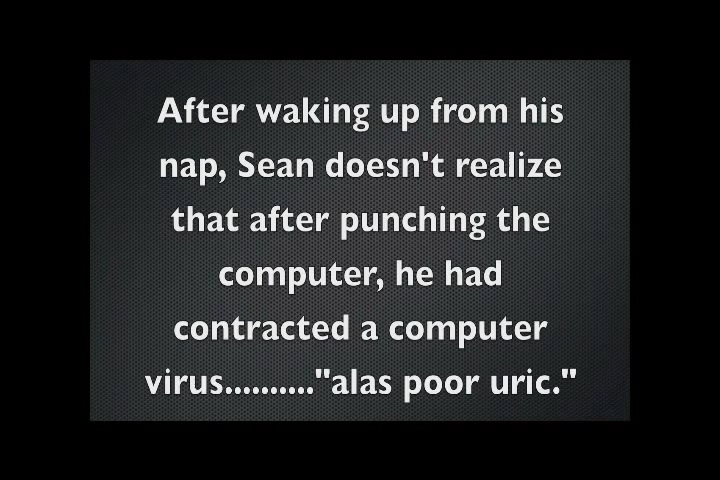 After waking up from his
nap, Sean doesn't realize
that after punching the
computer, he had
contracted a computer
virus.........."alas poor uric."